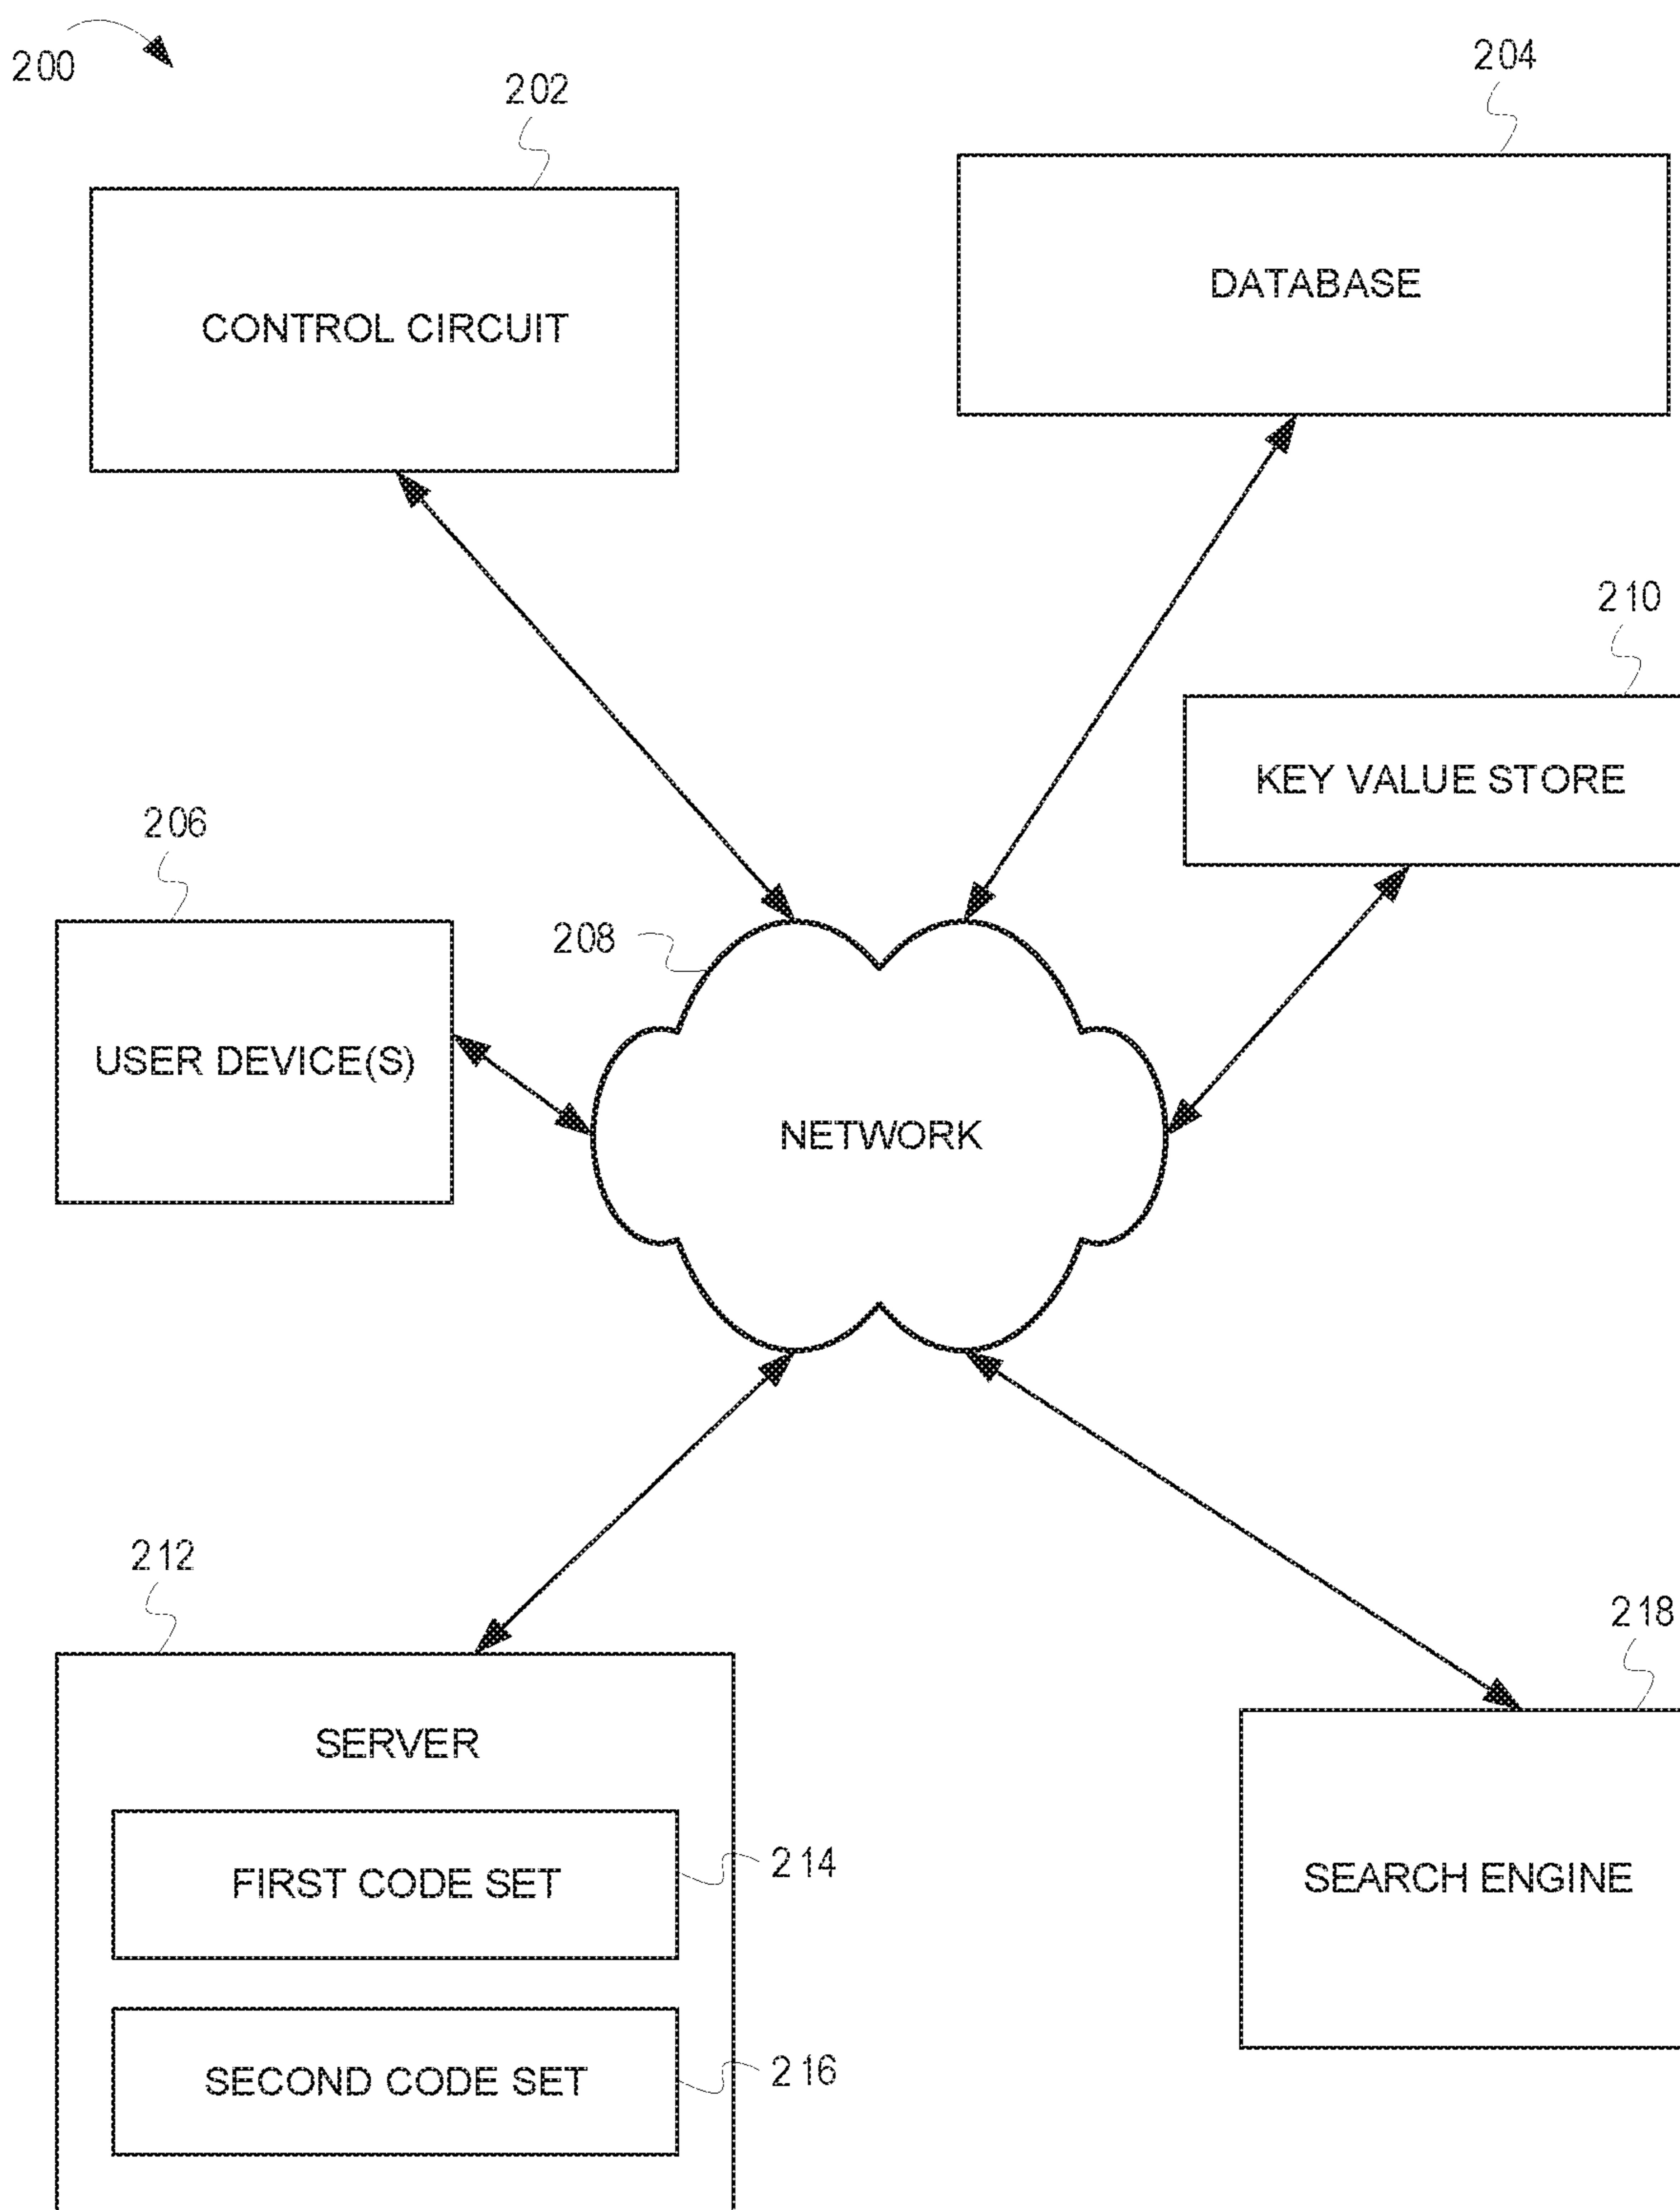 200
202
204
CONTROL CIRCUIT
DATABASE
210
KEY VALUE STORE
206
208
USER DEVICE(S)
NETWORK
212
218
SERVER
FIRST CODE SET
214
SEARCH ENGINE
SECOND CODE SET
216